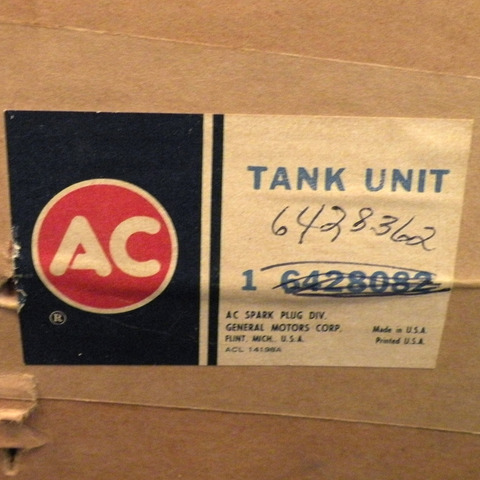 AC
®
TANK UNIT
6428362
1 6428082
AC SPARK PLUG DIV.
GENERAL MOTORS CORP.
FLINT, MICH., U.S.A.
ACL 14198A
Made in U.S.A.
Printed U.S.A.